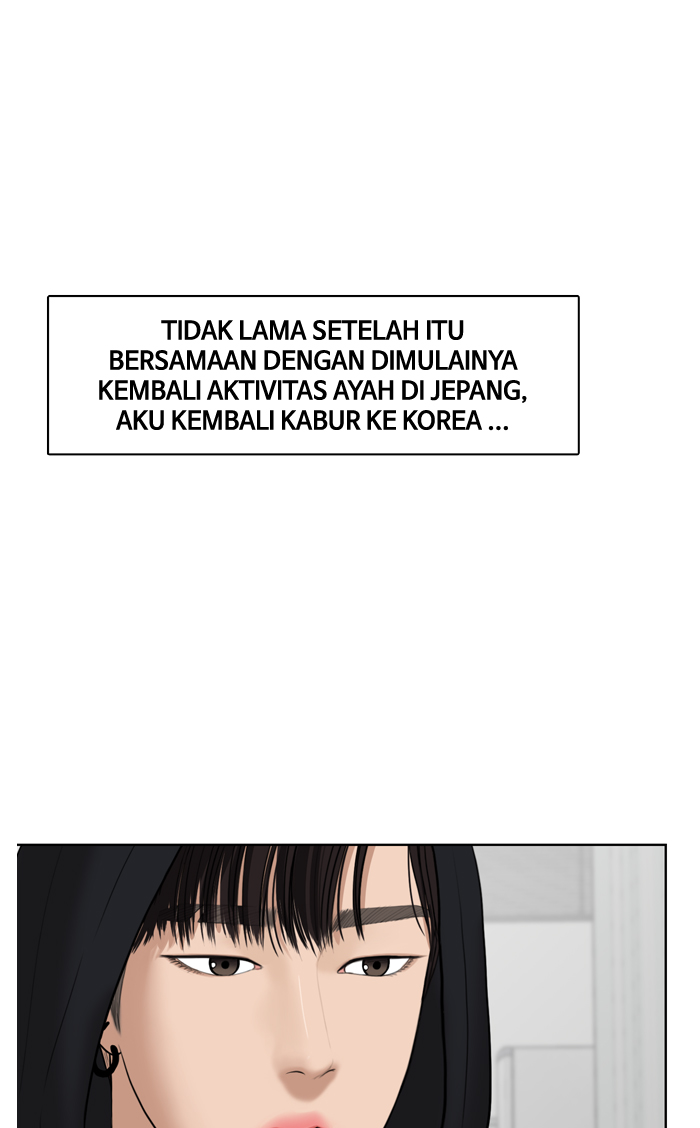 TIDAK LAMA SETELAH ITU
BERSAMAAN DENGAN DIMULAINYA
KEMBALI AKTIVITAS AYAH DI JEPANG,
AKU KEMBALI KABUR KE KOREA ...